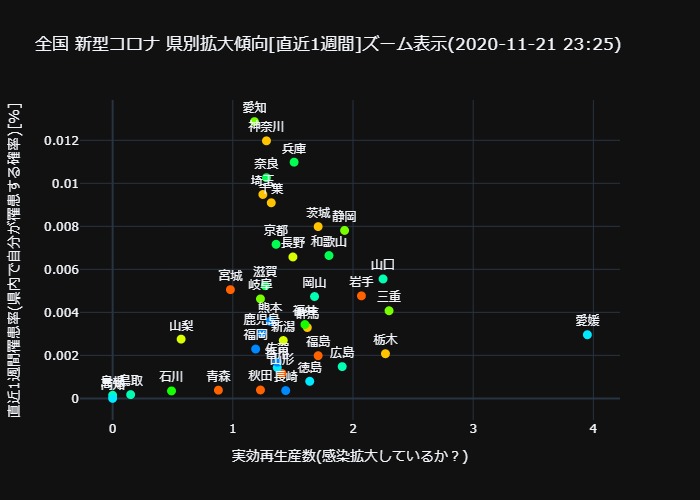 全国 新型コロナ 県別拡大傾向[直近1週間]ズーム表示(2020-11-21 23:25)
愛知
神奈川
0.012
兵庫
奈良
0.01
埼玉
千葉
茨城
静岡
0.008
京都
長野
和歌山
滋賀
山口
0.006
宮城
岐阜
岡山
岩手
三重
熊本
0.004
福井
群馬
鹿児島
愛媛
山梨
新潟
福岡
福島
栃木
0.002
広島
徳島
鳥取
石川
青森
秋田
長崎
高知
0
0
1
2
3
4
実効再生産数(感染拡大しているか？)
直近1週間罹患率(県内で自分が罹患する確率)[%]